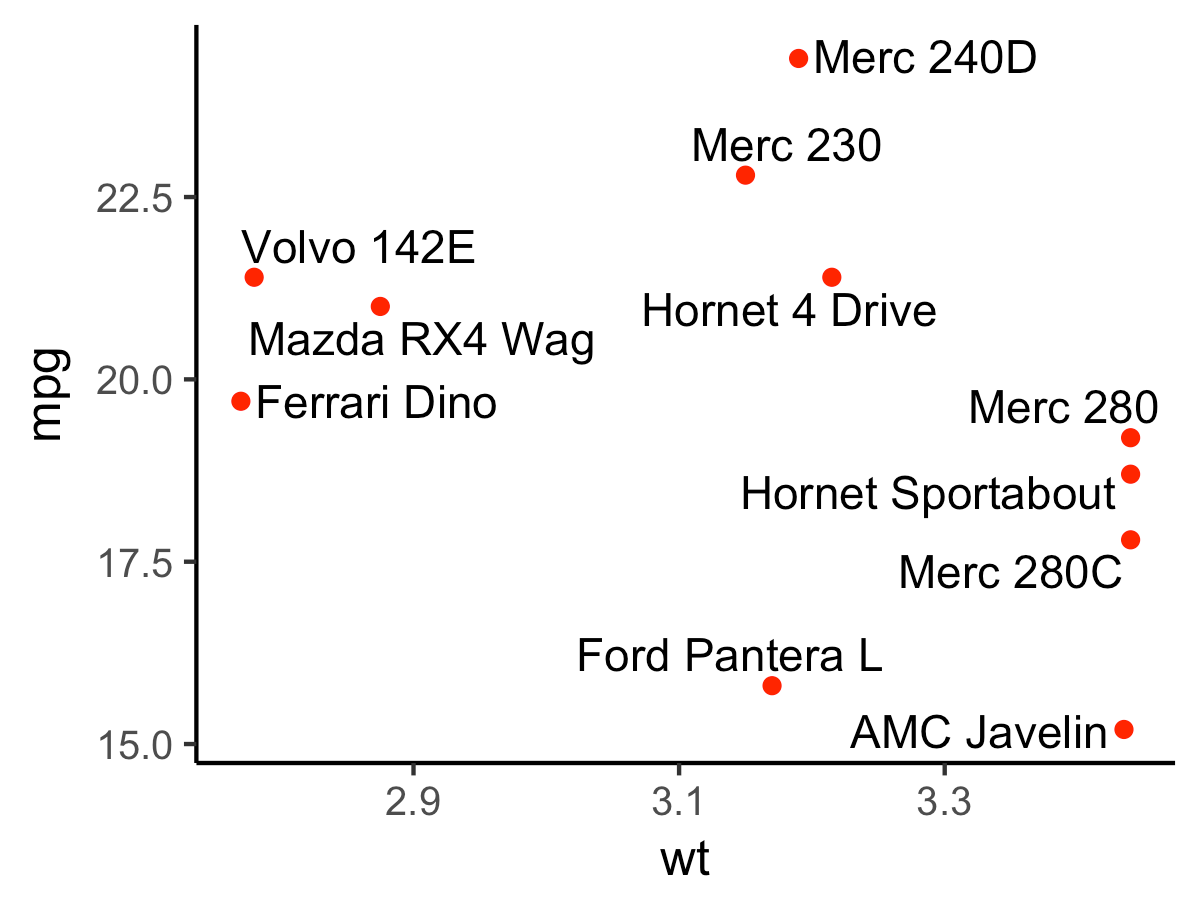 Merc 240D
Merc 230
22.5
Volvo 142E
Hornet 4 Drive
Mazda RX4 Wag
mpg
20.0
Ferrari Dino
Merc 280
Hornet Sportabout
17.5
Merc 280C
Ford Pantera L
AMC Javelin
15.0
2.9
3.1
3.3
wt